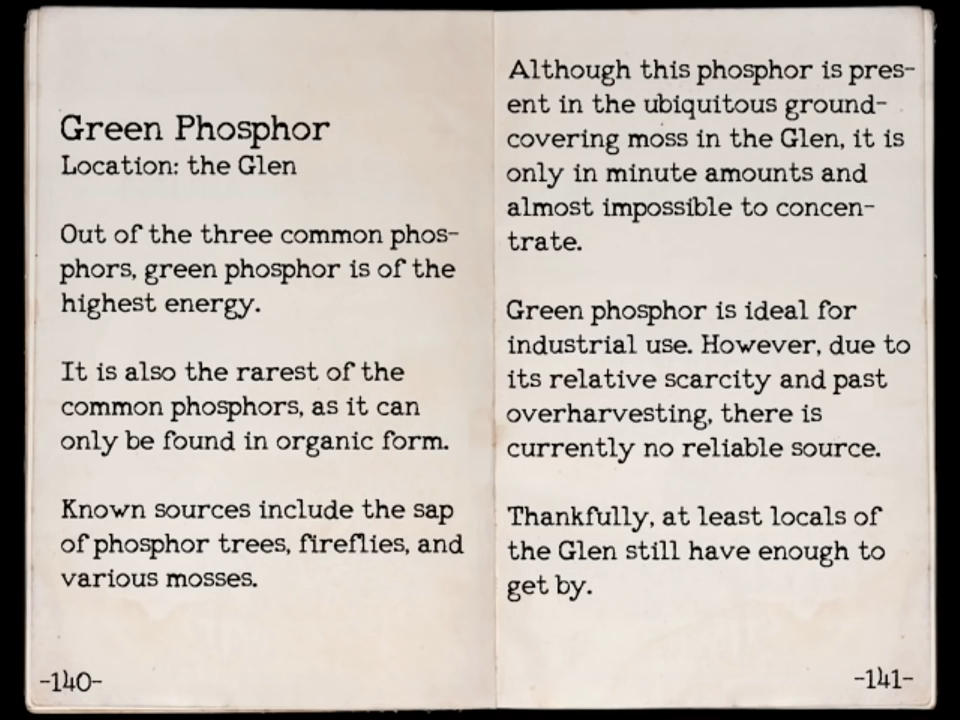 Green Phosphor
Location: the Glen
Out of the three common phos-
phors, green phosphor is of the
highest energy.
It is also the rarest of the
common phosphors, as it can
only be found in organic form.
Known sources include the sap
of phosphor trees, fireflies, and
various mosses.
-140-
Although this phosphor is pres-
ent in the ubiquitous ground-
covering moss in the Glen, it is
only in minute amounts and
almost impossible to concen-
trate.
Green phosphor is ideal for
industrial use. However, due to
its relative scarcity and past
overharvesting, there is
currently no reliable source.
Thankfully, at least locals of
the Glen still have enough to
get by.
-141-